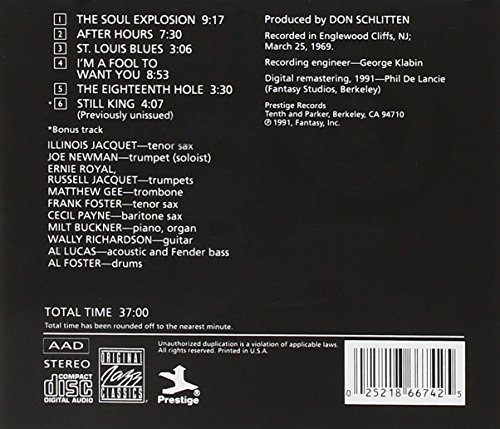 1 THE SOUL EXPLOSION 9:17
2 AFTER HOURS 7:30
3 ST. LOUIS BLUES 3:06
4 I'M A FOOL TO
WANT YOU 8:53
5 THE EIGHTEENTH HOLE 3:30
*6 STILL KING 4:07
(Previously unissued)
*Bonus track
ILLINOIS JACQUET—tenor sax
JOE NEWMAN—trumpet (soloist)
ERNIE ROYAL,
RUSSELL JACQUET—trumpets
MATTHEW GEE—trombone
FRANK FOSTER—tenor sax
CECIL PAYNE—baritone sax
MILT BUCKNER—piano, organ
WALLY RICHARDSON—guitar
AL LUCAS—acoustic and Fender bass
AL FOSTER—drums
Produced by DON SCHLITTEN
Recorded in Englewood Cliffs, NJ;
March 25, 1969.
Recording engineer—George Klabin
Digital remastering, 1991—Phil De Lancie
(Fantasy Studios, Berkeley)
Prestige Records
Tenth and Parker, Berkeley, CA 94710
℗ 1991, Fantasy, Inc.
TOTAL TIME 37:00
Total time has been rounded off to the nearest minute.
AAD
STEREO
COMPACT
disc
DIGITAL AUDIO
ORIGINAL
Jazz
CLASSICS
Prestige
Unauthorized duplication is a violation of applicable laws.
All rights reserved. Printed in U.S.A.
0 25218 66742 5